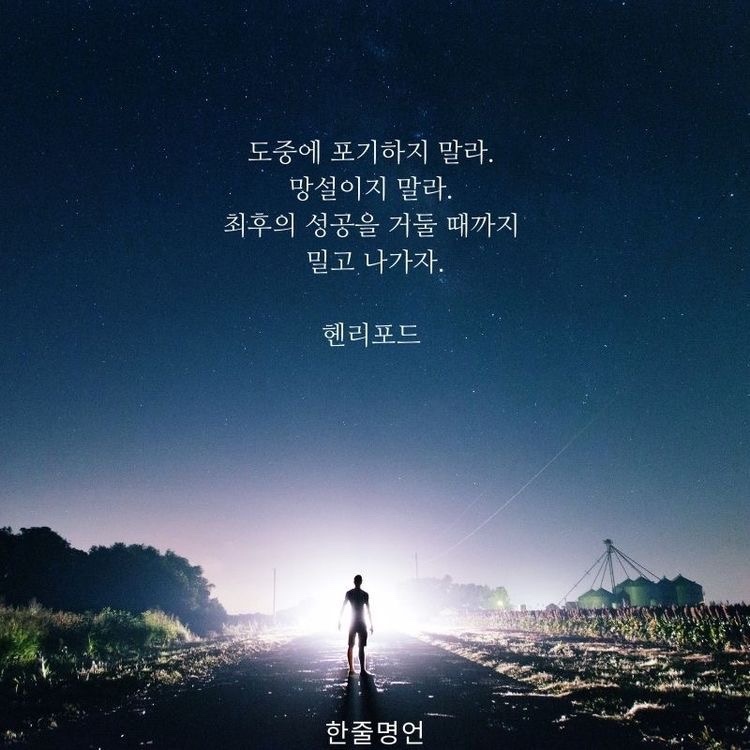 도중에 포기하지 말라.
망설이지 말라.
최후의 성공을 거둘 때까지
밀고 나가자.
헨리포드
한줄명언